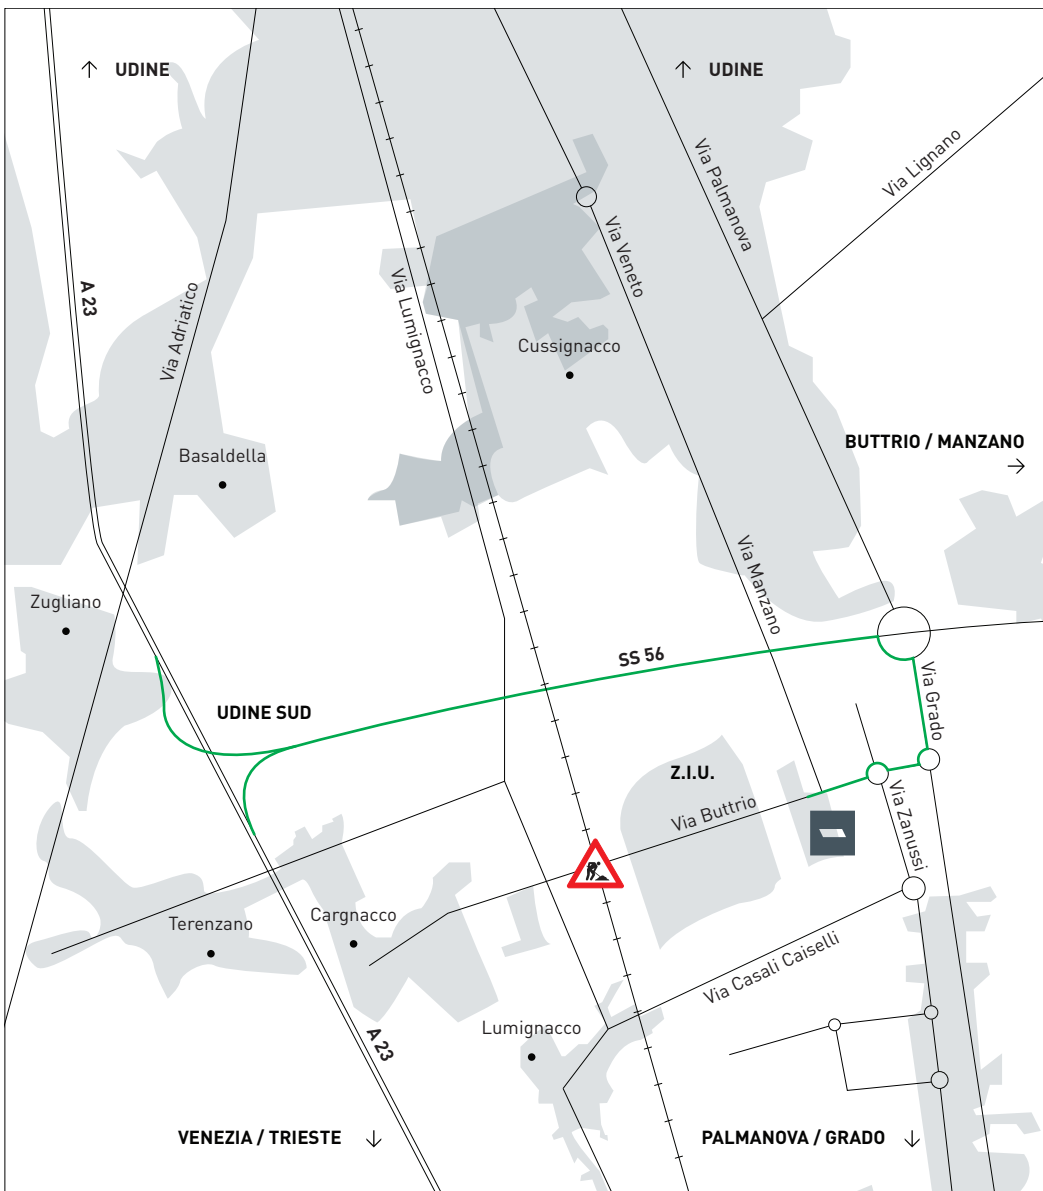 UDINE
UDINE
Via Lignano
Via Palmanova
Via Veneto
A 23
Via Adriatico
Via Lumignacco
Cussignacco
BUTTRIO / MANZANO
Basaldella
Via Manzano
Zugliano
SS 56
Via Grado
UDINE SUD
Z.I.U.
Via Buttrio
Via Zanussi
Cargnacco
Terenzano
Via Casali Caiselli
Lumignacco
A 23
VENEZIA / TRIESTE
PALMANOVA / GRADO